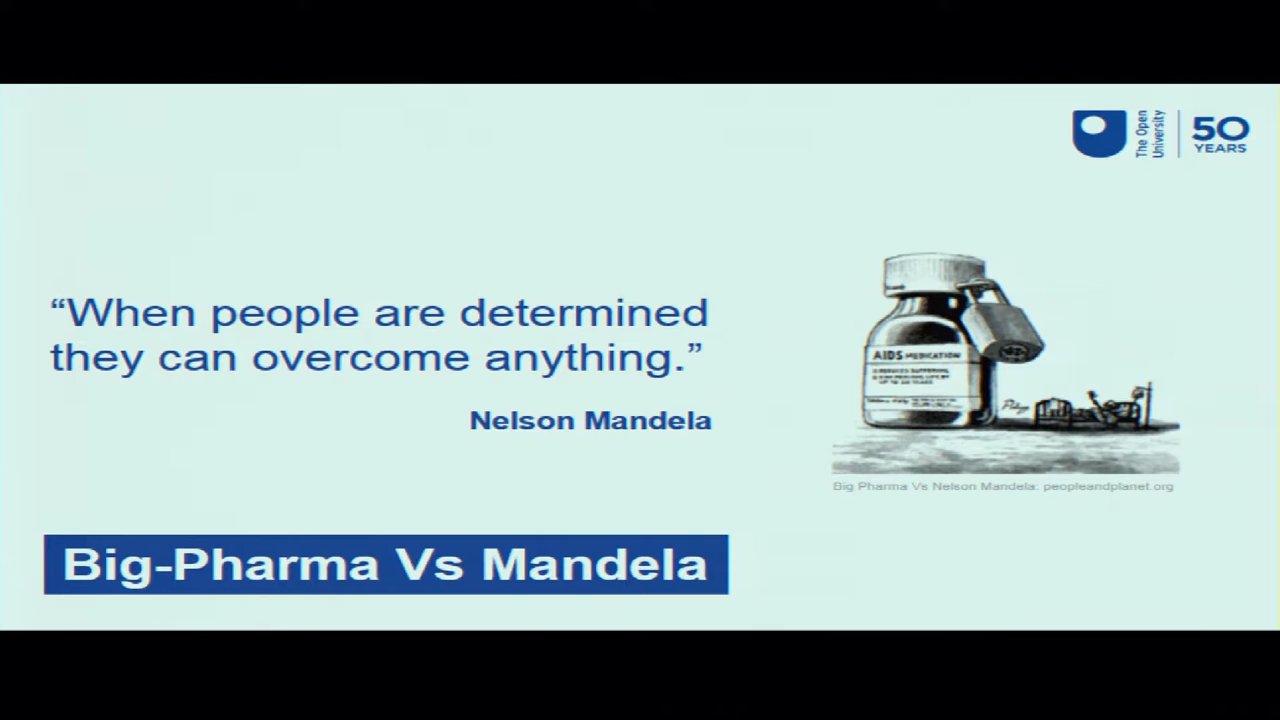 The Open
University
50
YEARS
“When people are determined
they can overcome anything.”
Nelson Mandela
AIDS MEDICATION
Big Pharma Vs Nelson Mandela: peopleandplanet.org
Big-Pharma Vs Mandela